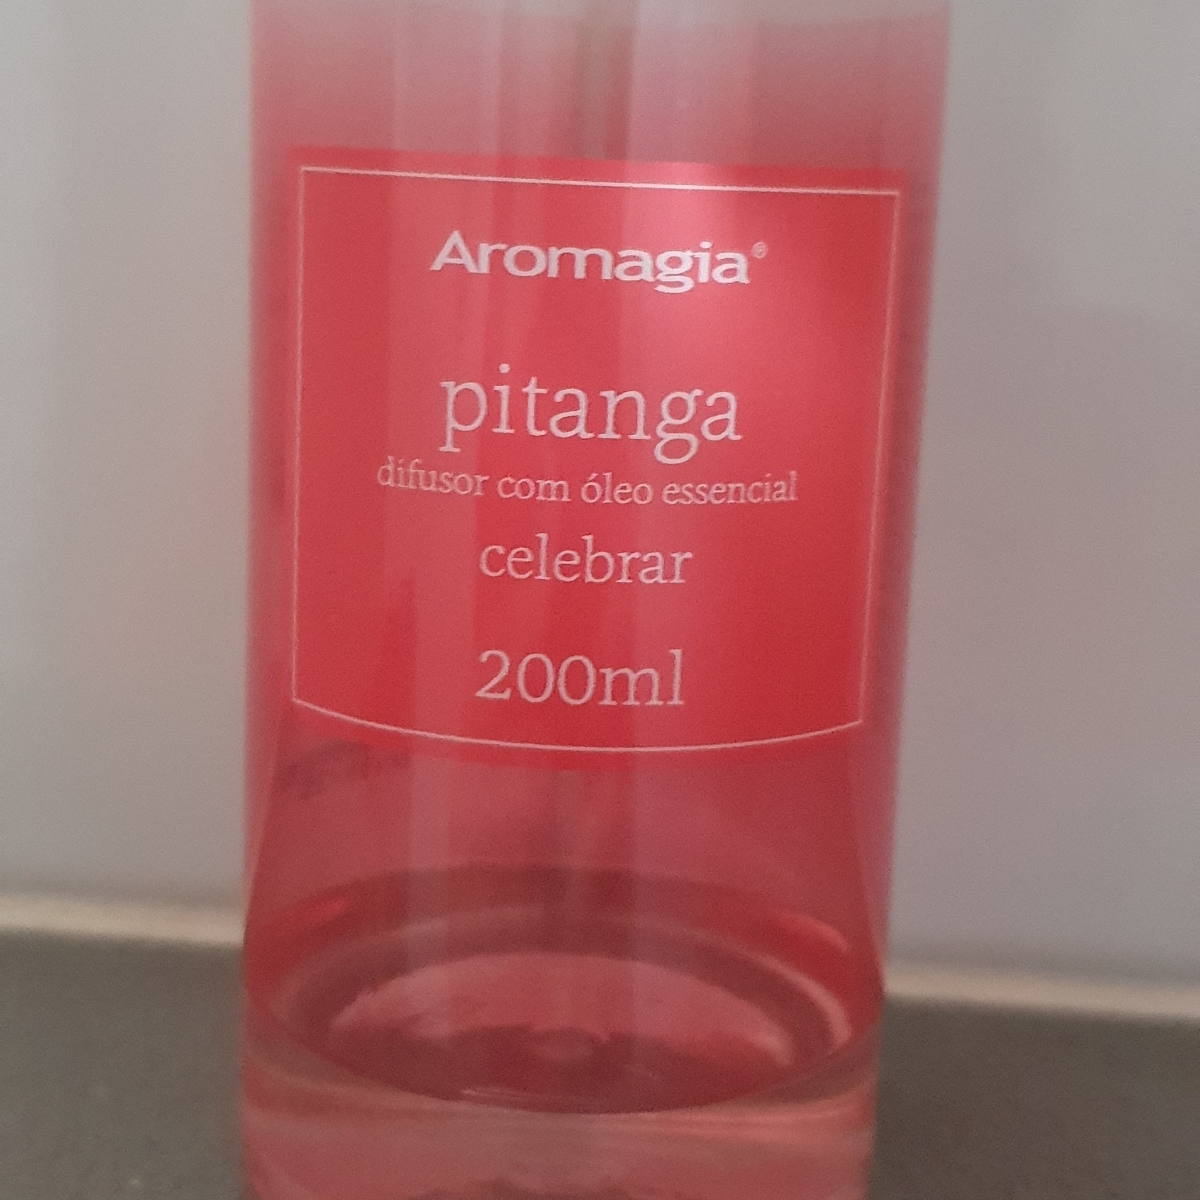 Aromagia®
pitanga
difusor com óleo essencial
celebrar
200ml